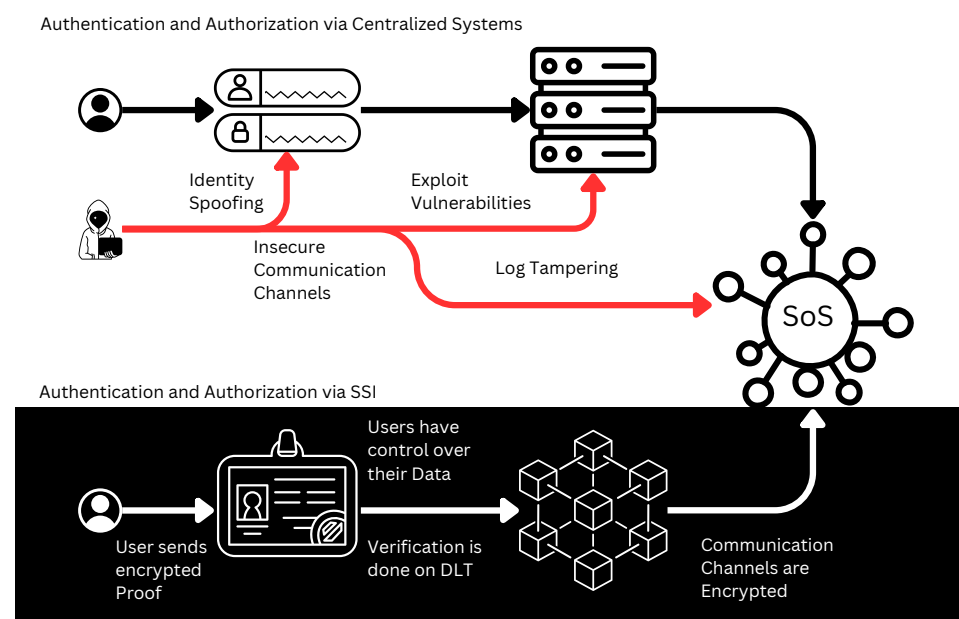 Authentication and Authorization via Centralized Systems
Identity
Spoofing
Exploit
Vulnerabilities
Insecure
Communication
Channels
Log Tampering
SoS
Authentication and Authorization via SSI
Users have
control over
their Data
User sends
encrypted
Proof
Verification is
done on DLT
Communication
Channels are
Encrypted